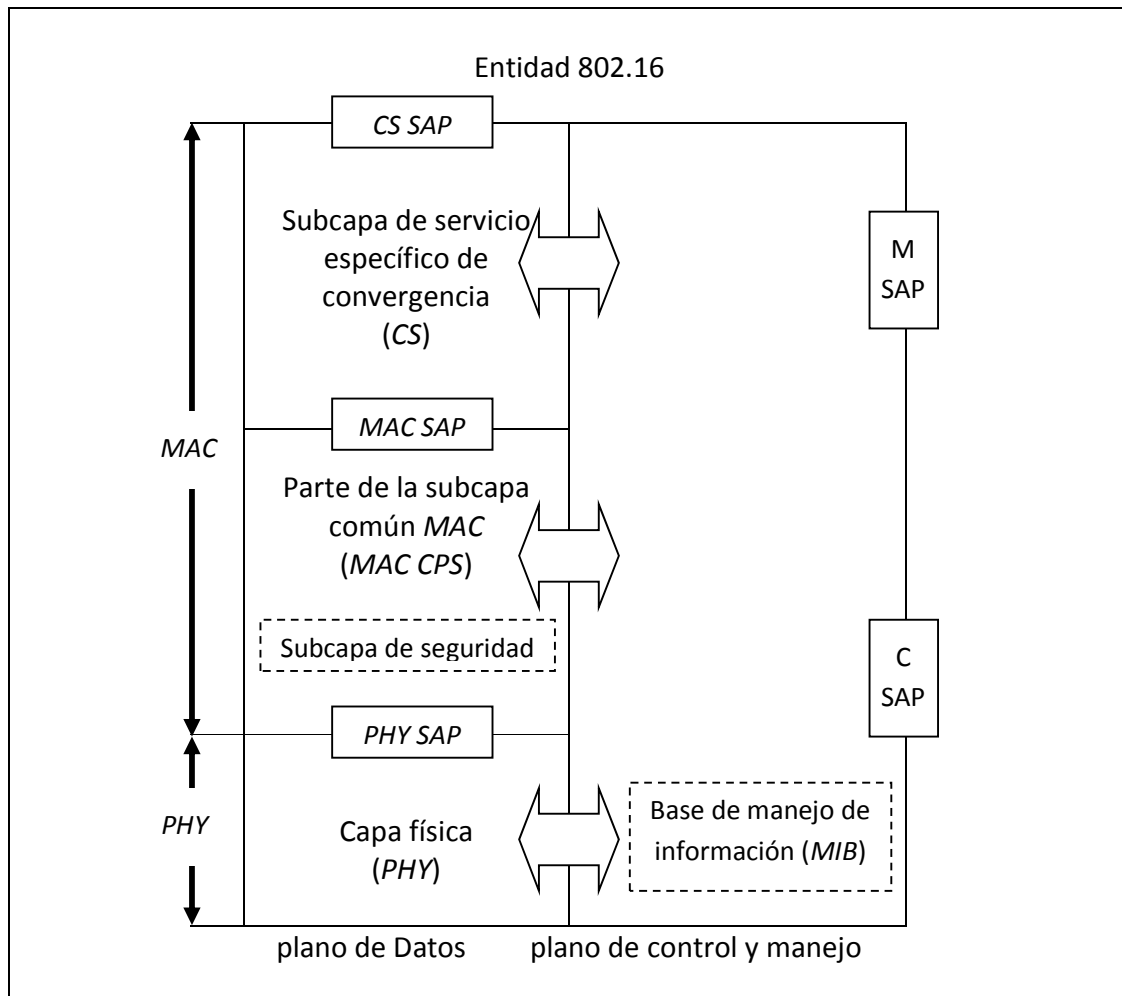 Entidad 802.16
CS SAP
Subcapa de servicio
específico de
convergencia
(CS)
M
SAP
MAC SAP
MAC
Parte de la subcapa
común MAC
(MAC CPS)
Subcapa de seguridad
C
SAP
PHY SAP
PHY
Capa física
(PHY)
Base de manejo de
información (MIB)
plano de Datos
plano de control y manejo